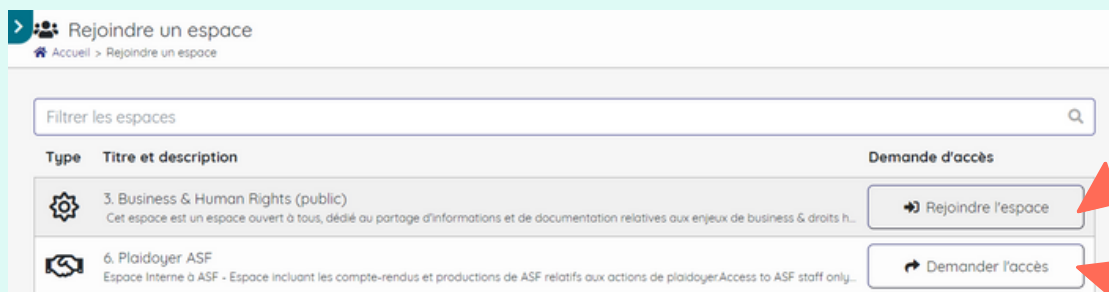 Rejoindre un espace
Accueil > Rejoindre un espace
Filtrer les espaces
Type Titre et description Demande d'accès
3. Business & Human Rights (public)
Cet espace est un espace ouvert à tous, dédié au partage d'informations et de documentation relatives aux enjeux de business & droits h...
Rejoindre l'espace
6. Plaidoyer ASF
Espace Interne à ASF - Espace incluant les compte-rendus et productions de ASF relatifs aux actions de plaidoyer.Access to ASF staff only...
Demander l'accès